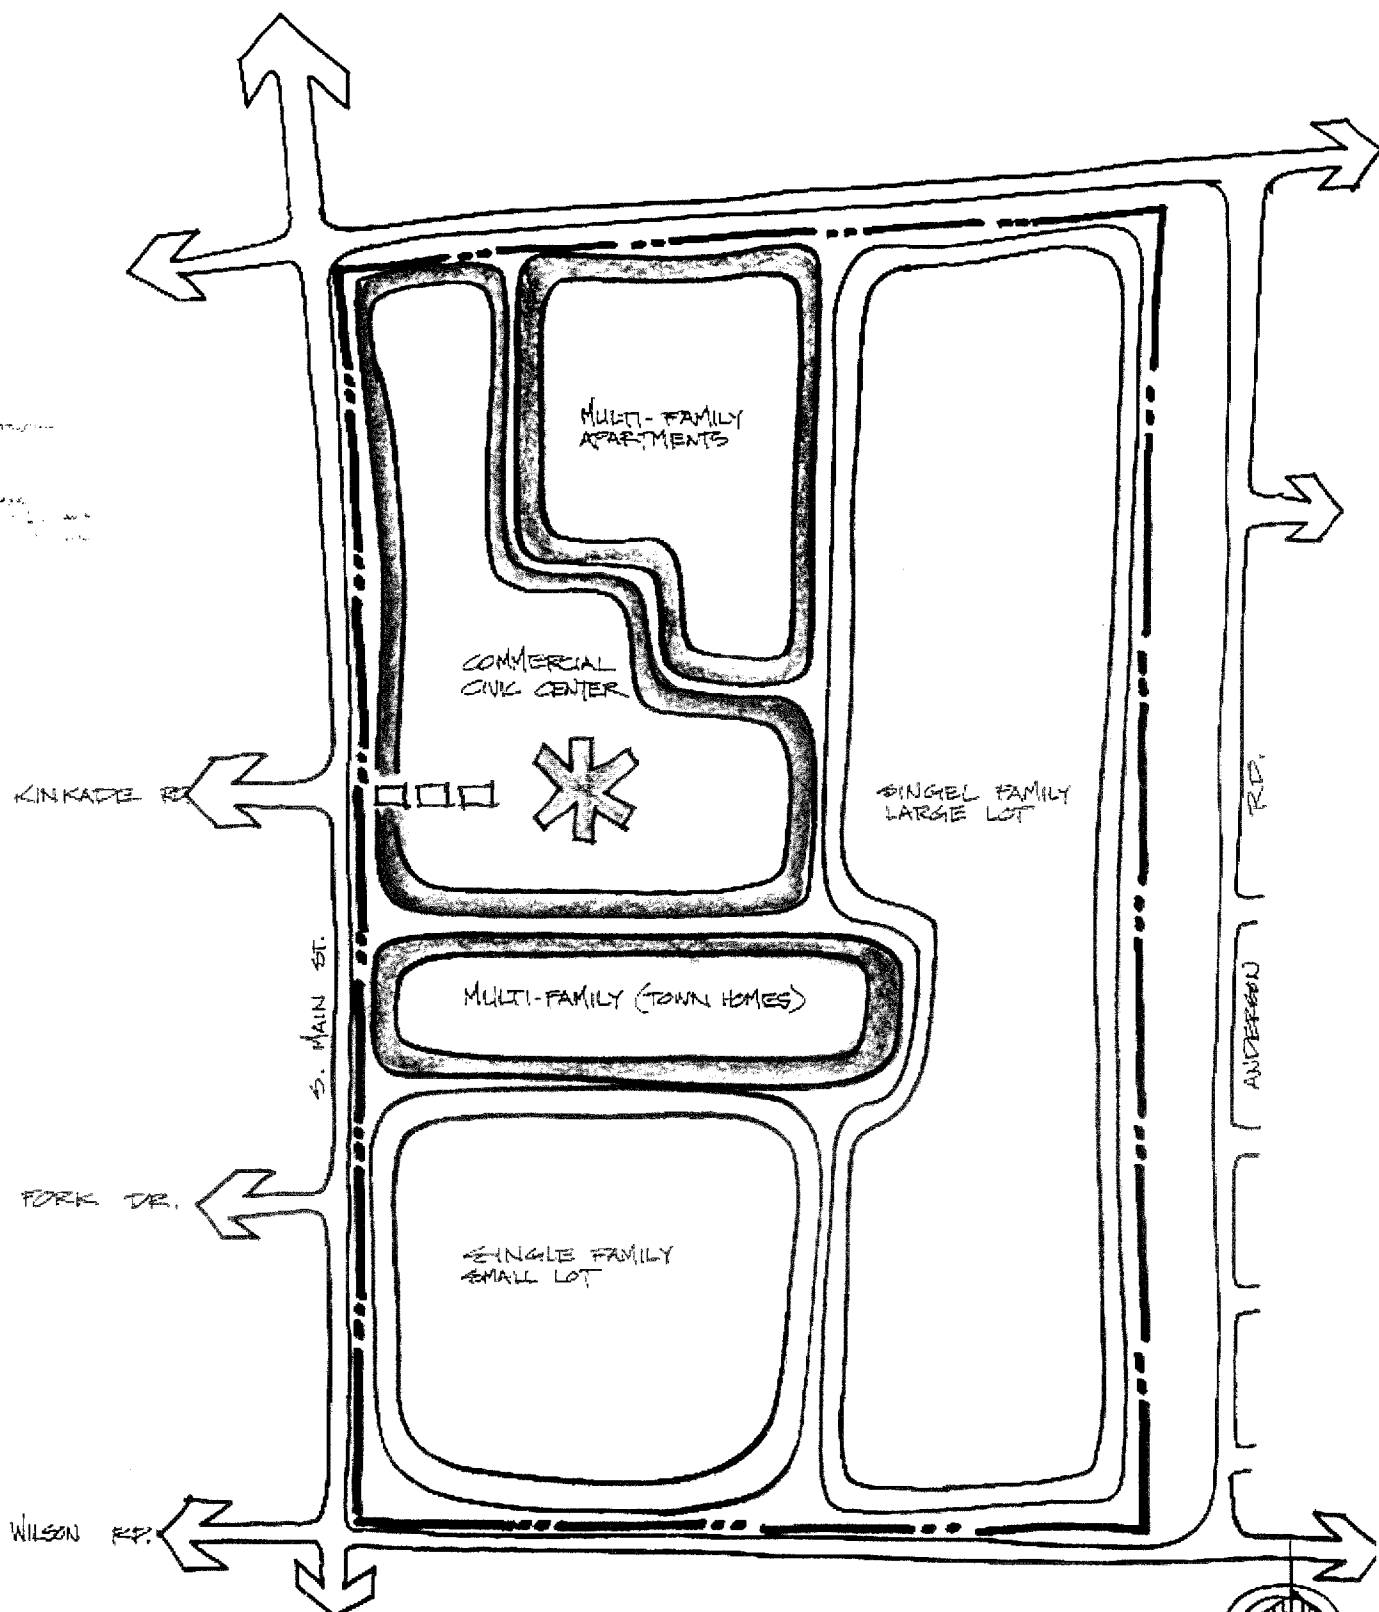 MULTI-FAMILY
APARTMENTS
COMMERCIAL
CIVIC CENTER
KINKADE RD
SINGEL FAMILY
LARGE LOT
ANDERSON RD.
S. MAIN ST.
MULTI-FAMILY (TOWN HOMES)
FORK DR.
SINGLE FAMILY
SMALL LOT
WILSON RD.